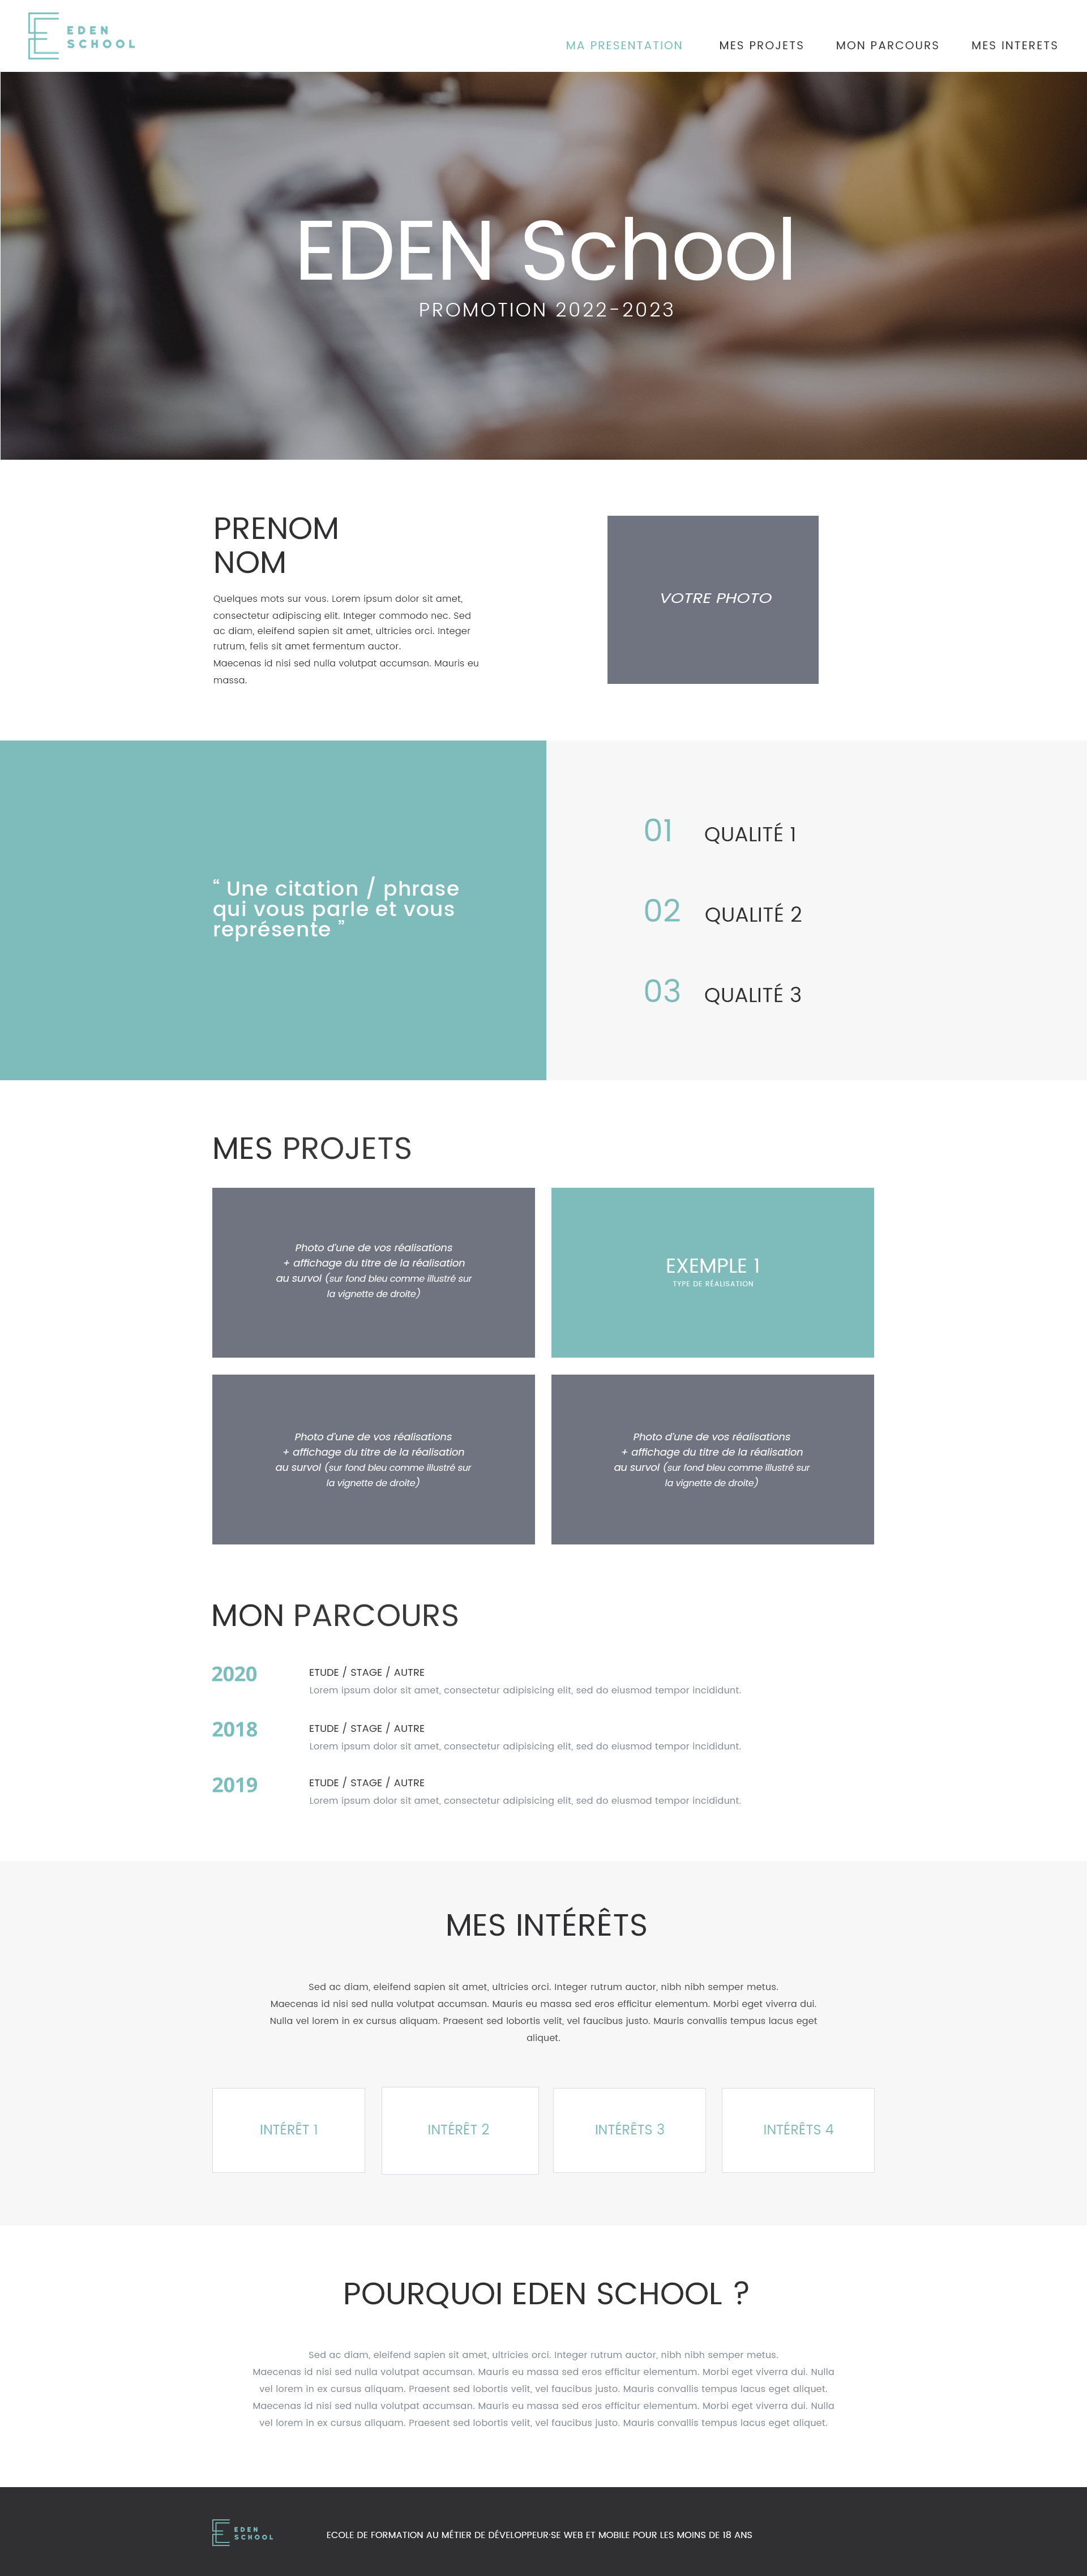 EDEN
SCHOOL
MA PRESENTATION
MES PROJETS
MON PARCOURS
MES INTERETS
EDEN School
PROMOTION 2022-2023
PRENOM
NOM
Quelques mots sur vous. Lorem ipsum dolor sit amet,
consectetur adipiscing elit. Integer commodo nec. Sed
ac diam, eleifend sapien sit amet, ultricies orci. Integer
rutrum, felis sit amet fermentum auctor.
Maecenas id nisi sed nulla volutpat accumsan. Mauris eu
massa.
VOTRE PHOTO
“ Une citation / phrase
qui vous parle et vous
représente ”
01 QUALITÉ 1
02 QUALITÉ 2
03 QUALITÉ 3
MES PROJETS
Photo d'une de vos réalisations
+ affichage du titre de la réalisation
au survol (sur fond bleu comme illustré sur
la vignette de droite)
EXEMPLE 1
TYPE DE RÉALISATION
Photo d'une de vos réalisations
+ affichage du titre de la réalisation
au survol (sur fond bleu comme illustré sur
la vignette de droite)
Photo d'une de vos réalisations
+ affichage du titre de la réalisation
au survol (sur fond bleu comme illustré sur
la vignette de droite)
MON PARCOURS
2020
ETUDE / STAGE / AUTRE
Lorem ipsum dolor sit amet, consectetur adipisicing elit, sed do eiusmod tempor incididunt.
2018
ETUDE / STAGE / AUTRE
Lorem ipsum dolor sit amet, consectetur adipisicing elit, sed do eiusmod tempor incididunt.
2019
ETUDE / STAGE / AUTRE
Lorem ipsum dolor sit amet, consectetur adipisicing elit, sed do eiusmod tempor incididunt.
MES INTÉRÊTS
Sed ac diam, eleifend sapien sit amet, ultricies orci. Integer rutrum auctor, nibh nibh semper metus.
Maecenas id nisi sed nulla volutpat accumsan. Mauris eu massa sed eros efficitur elementum. Morbi eget viverra dui.
Nulla vel lorem in ex cursus aliquam. Praesent sed lobortis velit, vel faucibus justo. Mauris convallis tempus lacus eget
aliquet.
INTÉRÊT 1
INTÉRÊT 2
INTÉRÊTS 3
INTÉRÊTS 4
POURQUOI EDEN SCHOOL ?
Sed ac diam, eleifend sapien sit amet, ultricies orci. Integer rutrum auctor, nibh nibh semper metus.
Maecenas id nisi sed nulla volutpat accumsan. Mauris eu massa sed eros efficitur elementum. Morbi eget viverra dui. Nulla
vel lorem in ex cursus aliquam. Praesent sed lobortis velit, vel faucibus justo. Mauris convallis tempus lacus eget aliquet.
Maecenas id nisi sed nulla volutpat accumsan. Mauris eu massa sed eros efficitur elementum. Morbi eget viverra dui. Nulla
vel lorem in ex cursus aliquam. Praesent sed lobortis velit, vel faucibus justo. Mauris convallis tempus lacus eget aliquet.
EDEN
SCHOOL
ECOLE DE FORMATION AU MÉTIER DE DÉVELOPPEUR·SE WEB ET MOBILE POUR LES MOINS DE 18 ANS